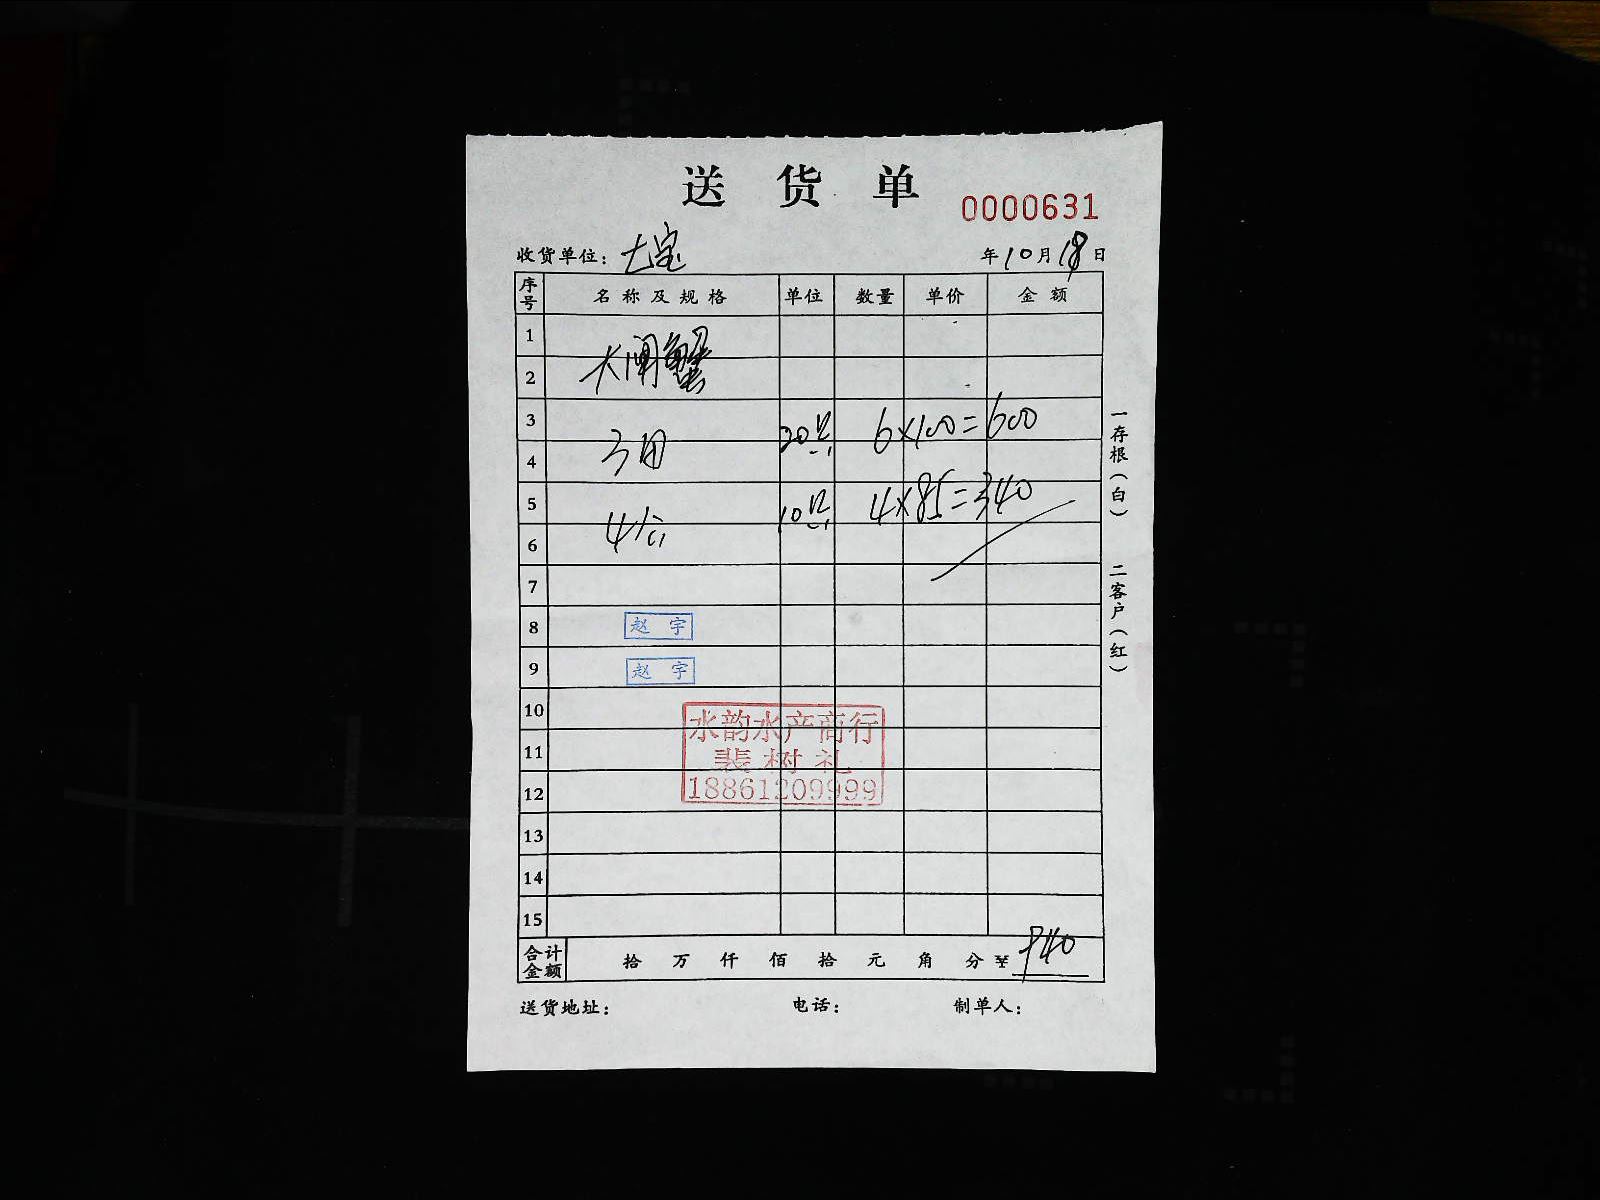 送货单
0000631
收货单位：七宝 年10月18日
序号 名称及规格 单位 数量 单价 金额
1
大闸蟹
2
3
3母 20只 6×100=600
4
5
4公 10只 4×85=340
6
7
8 赵宇
9 赵宇
10
水韵水产商行
11
裴树礼
12
18861209999
13
14
15
合计金额 拾 万 仟 佰 拾 元 角 分 ¥ 940
送货地址： 电话： 制单人：
一存根（白） 二客户（红）